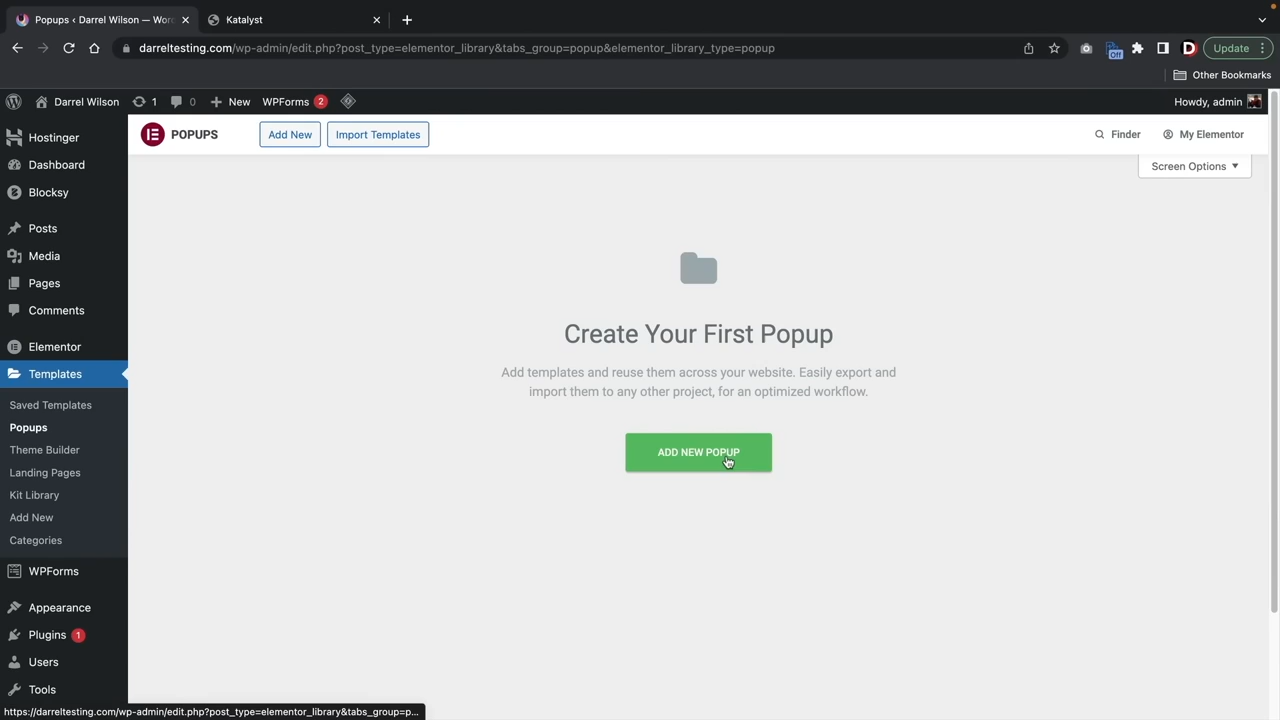 Popups ‹ Darrel Wilson — Wor
Katalyst
darreltesting.com/wp-admin/edit.php?post_type=elementor_library&tabs_group=popup&elementor_library_type=popup
Off
D
Update
Other Bookmarks
Darrel Wilson
1
0
New
WPForms 2
Howdy, admin
Hostinger
POPUPS
Add New
Import Templates
Finder
My Elementor
Dashboard
Screen Options
Blocksy
Posts
Media
Pages
Comments
Create Your First Popup
Elementor
Templates
Add templates and reuse them across your website. Easily export and
import them to any other project, for an optimized workflow.
Saved Templates
Popups
Theme Builder
ADD NEW POPUP
Landing Pages
Kit Library
Add New
Categories
WPForms
Appearance
Plugins 1
Users
Tools
https://darreltesting.com/wp-admin/edit.php?post_type=elementor_library&tabs_group=p...